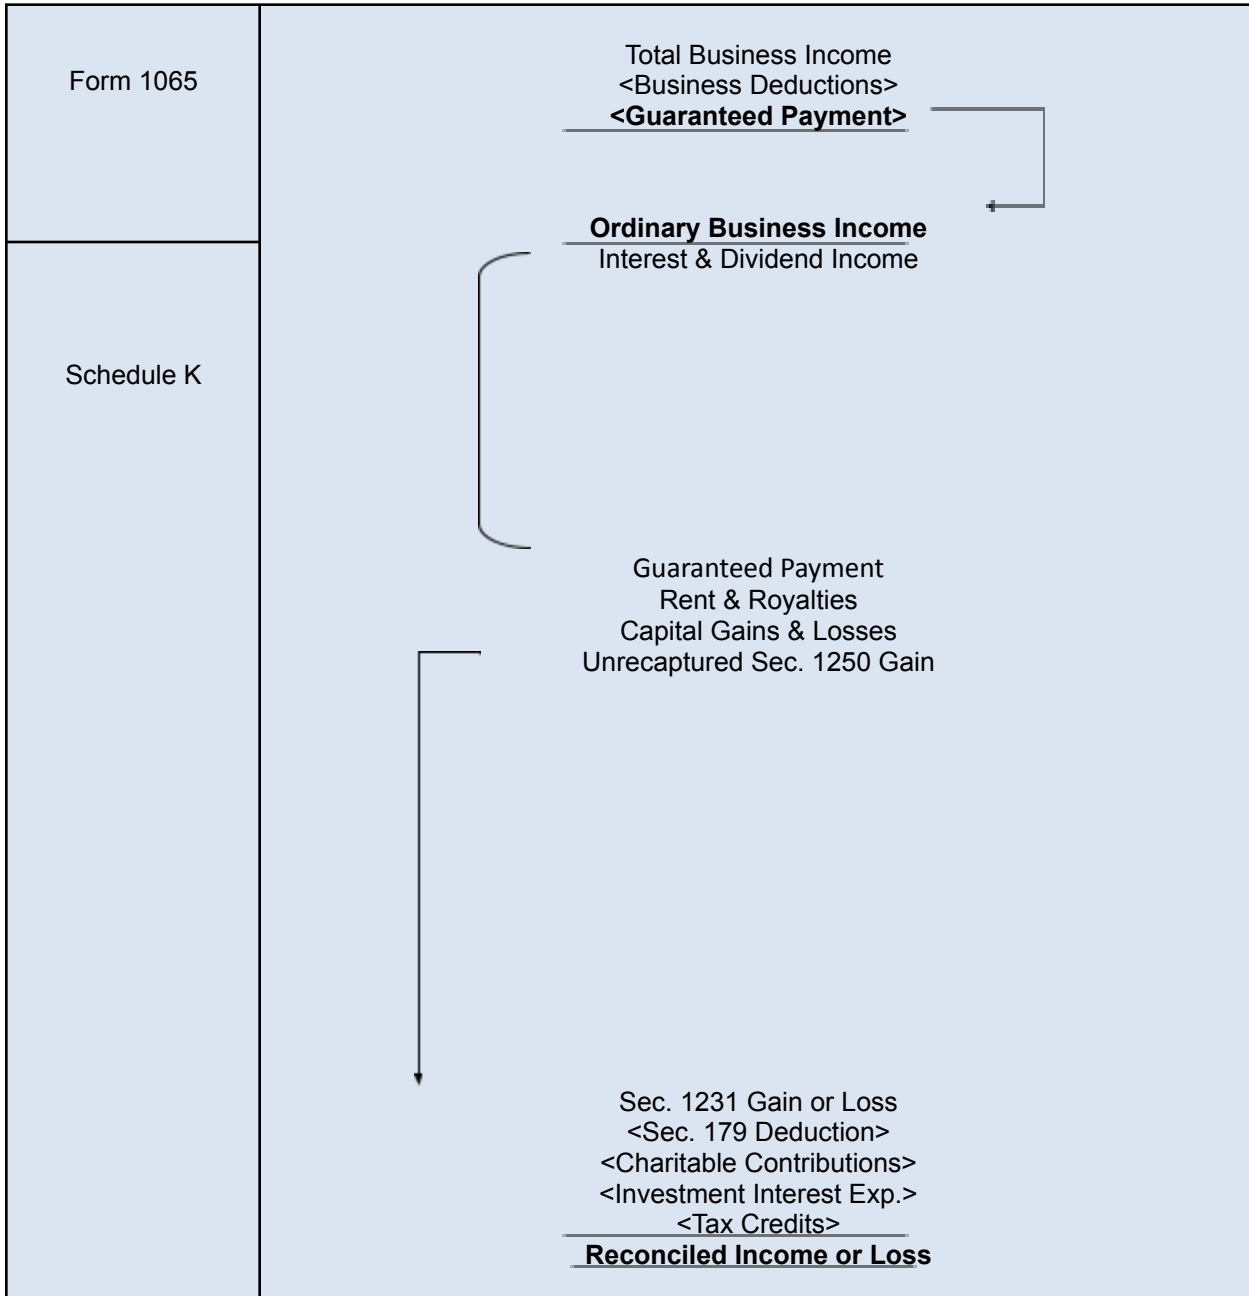 Form 1065
Total Business Income
<Business Deductions>
<Guaranteed Payment>
Ordinary Business Income
Schedule K
Interest & Dividend Income
Guaranteed Payment
Rent & Royalties
Capital Gains & Losses
Unrecaptured Sec. 1250 Gain
Sec. 1231 Gain or Loss
<Sec. 179 Deduction>
<Charitable Contributions>
<Investment Interest Exp.>
<Tax Credits>
Reconciled Income or Loss